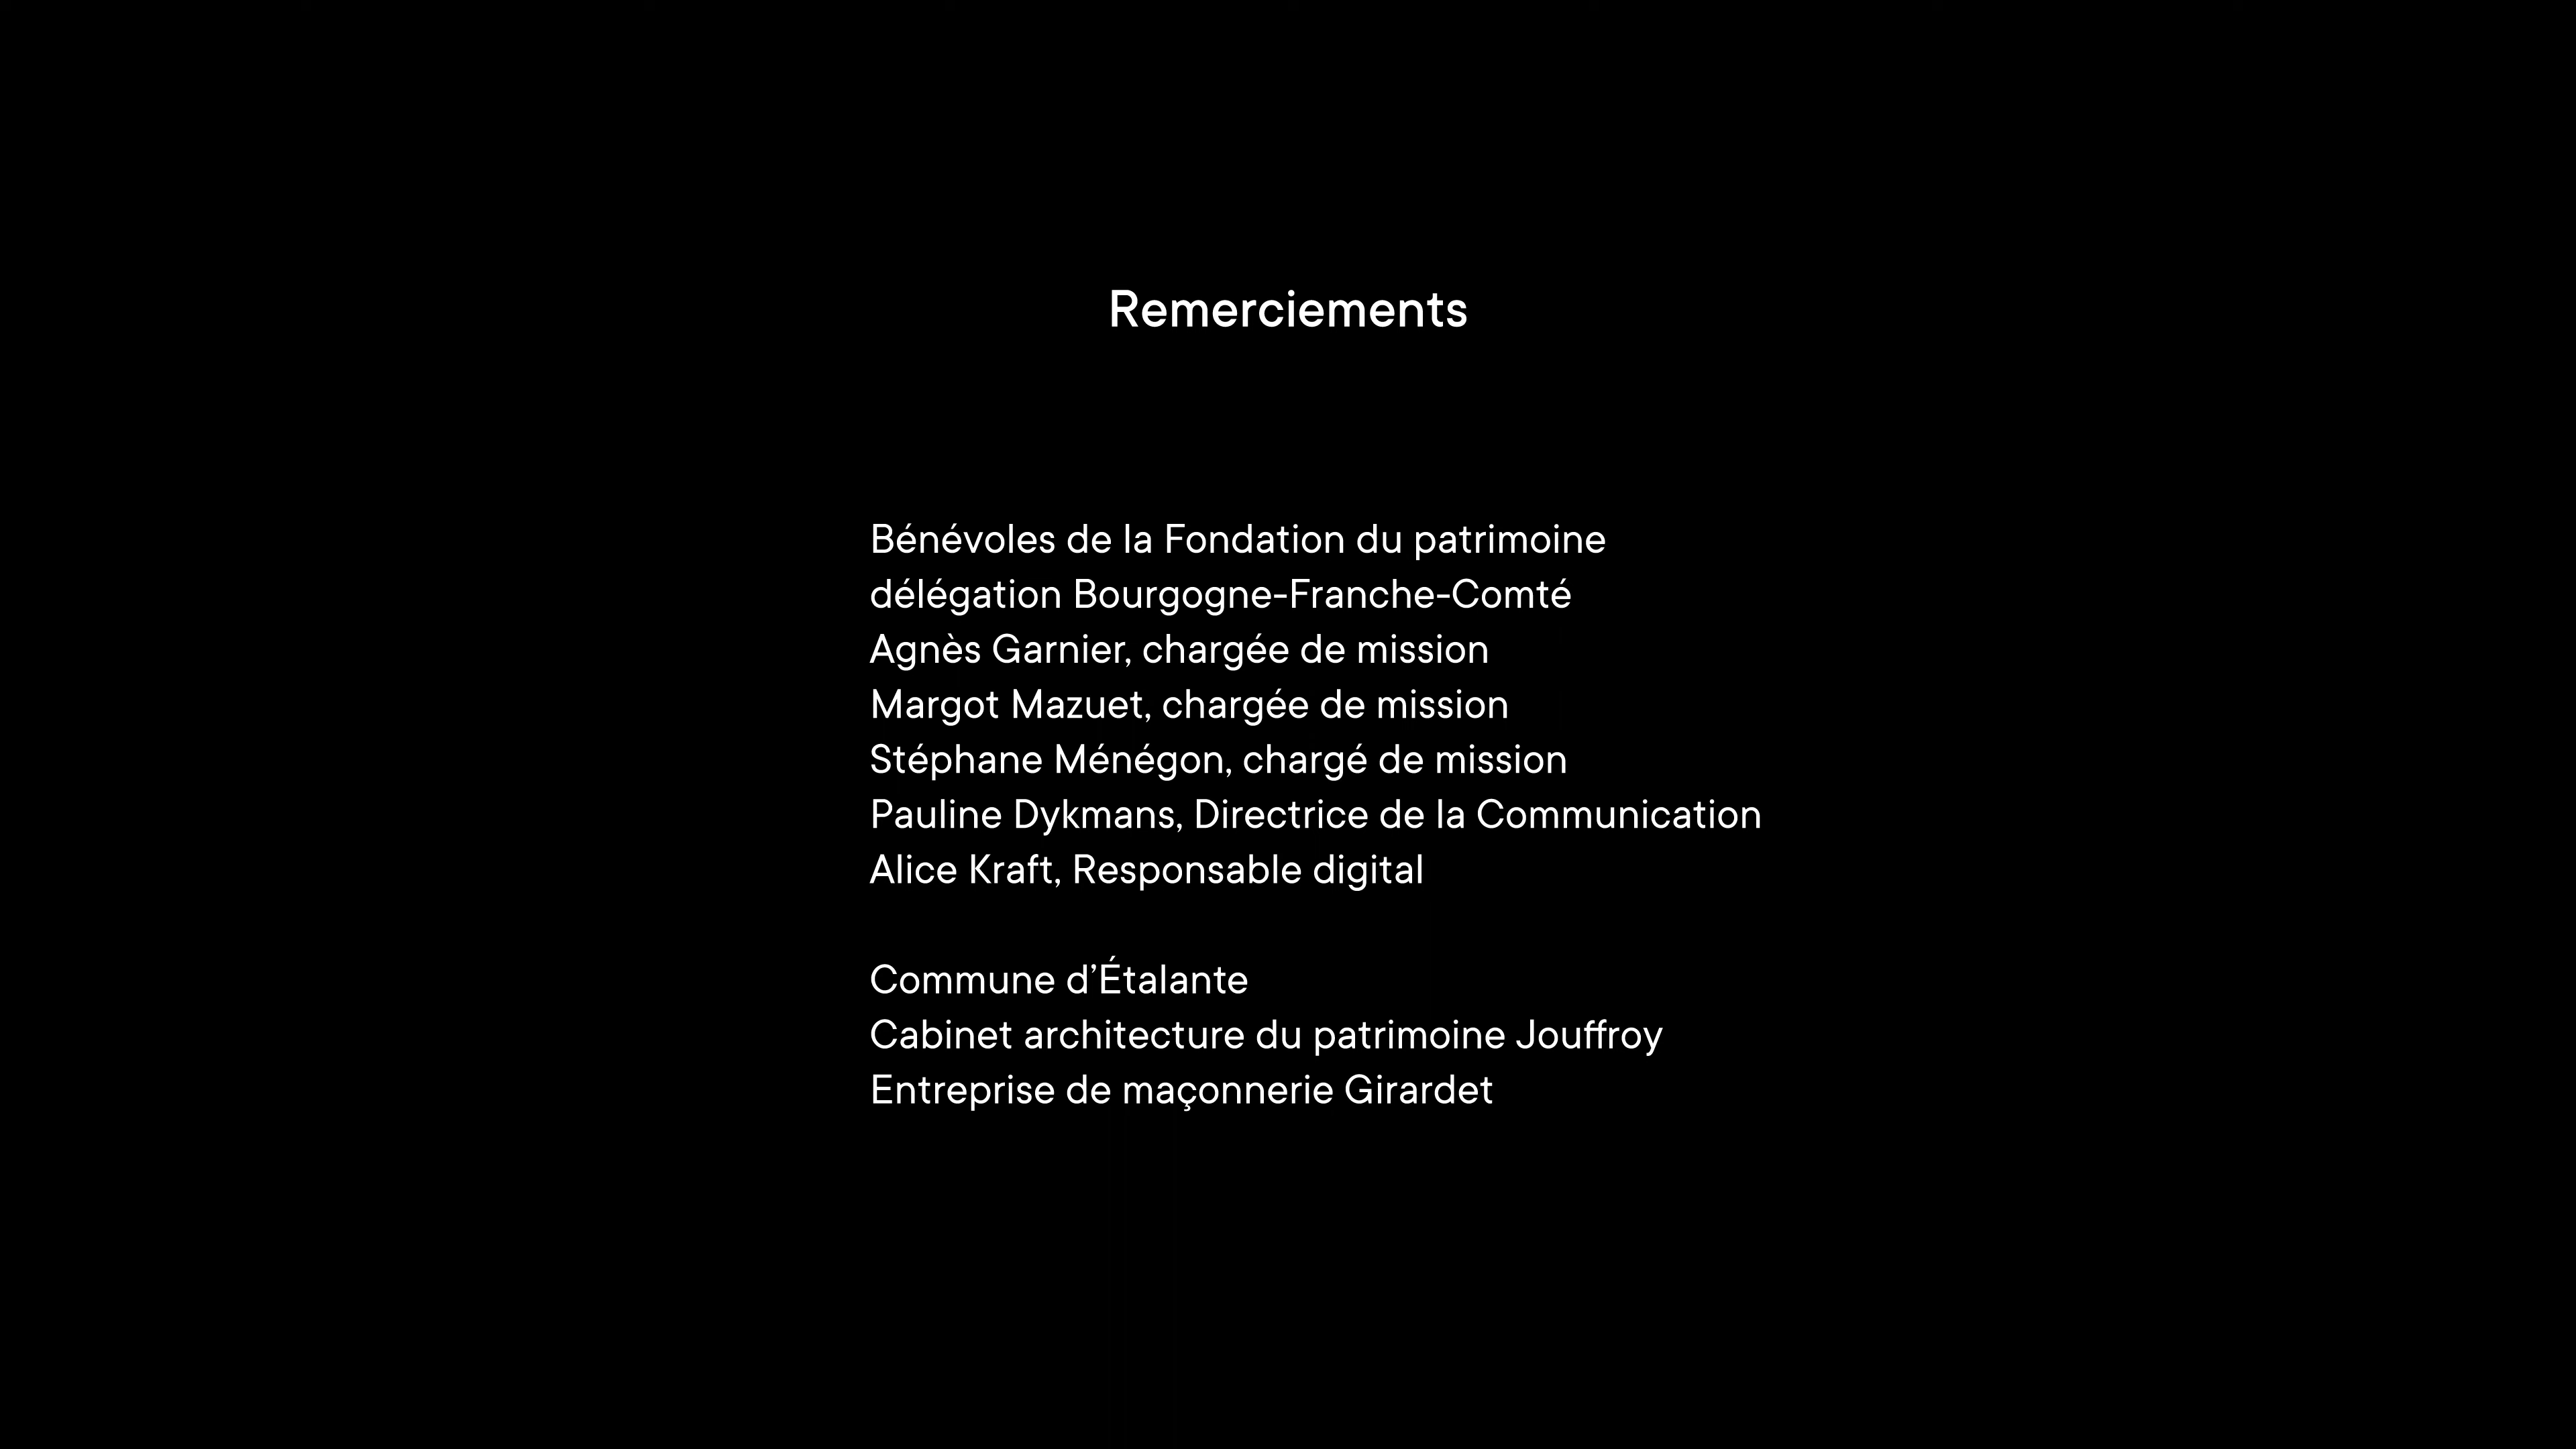 Remerciements
Bénévoles de la Fondation du patrimoine
délégation Bourgogne-Franche-Comté
Agnès Garnier, chargée de mission
Margot Mazuet, chargée de mission
Stéphane Ménégon, chargé de mission
Pauline Dykmans, Directrice de la Communication
Alice Kraft, Responsable digital
Commune d’Étalante
Cabinet architecture du patrimoine Jouffroy
Entreprise de maçonnerie Girardet